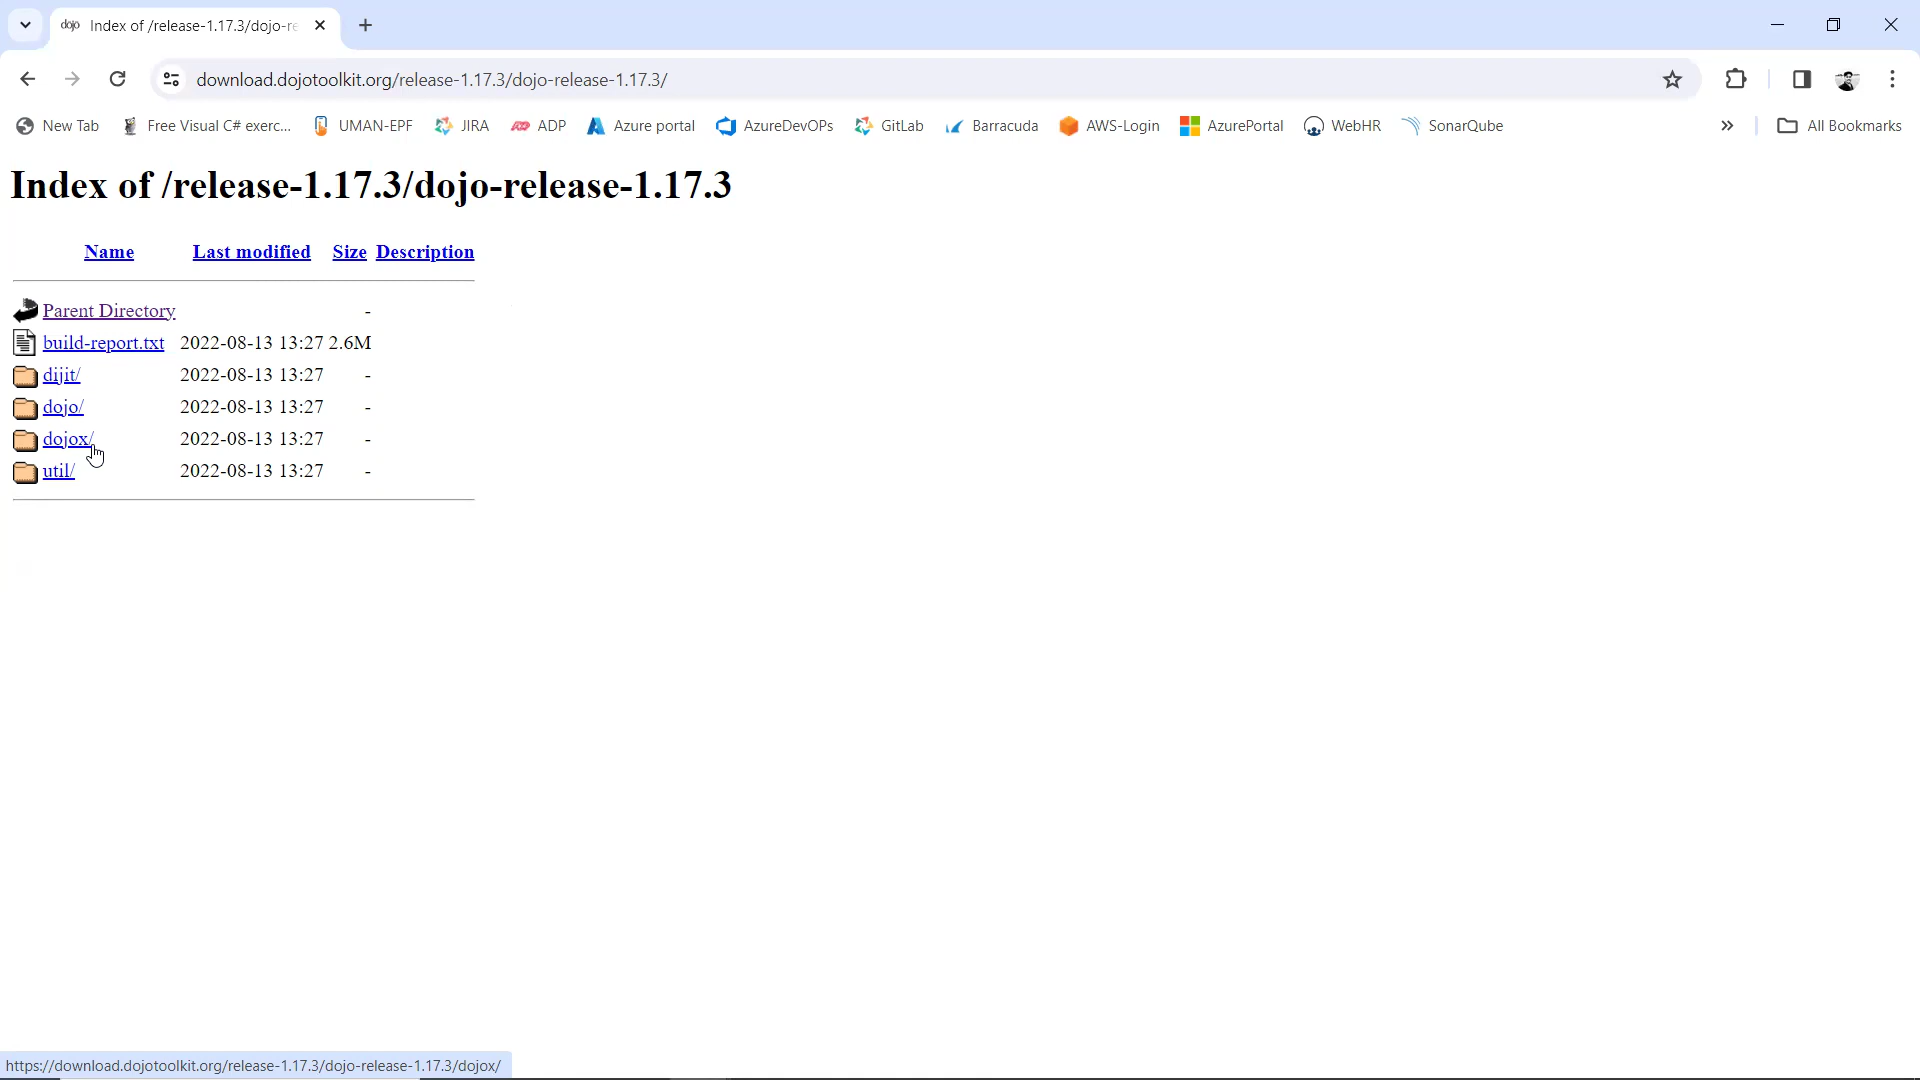 dojo Index of /release-1.17.3/dojo-re
download.dojotoolkit.org/release-1.17.3/dojo-release-1.17.3/
New Tab Free Visual C# exerc... UMAN-EPF JIRA ADP Azure portal AzureDevOPs GitLab Barracuda AWS-Login AzurePortal WebHR SonarQube » All Bookmarks
Index of /release-1.17.3/dojo-release-1.17.3
Name Last modified Size Description
Parent Directory -
build-report.txt 2022-08-13 13:27 2.6M
dijit/ 2022-08-13 13:27 -
dojo/ 2022-08-13 13:27 -
dojox/ 2022-08-13 13:27 -
util/ 2022-08-13 13:27 -
https://download.dojotoolkit.org/release-1.17.3/dojo-release-1.17.3/dojox/